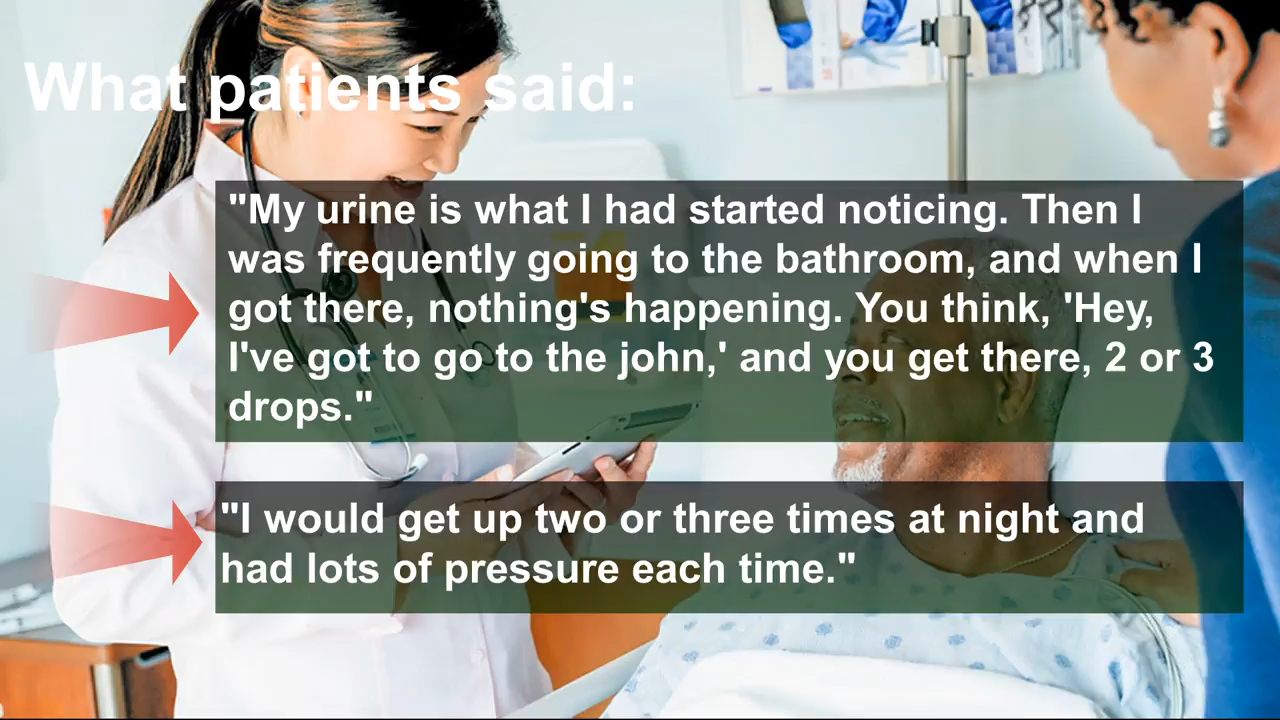 What patients said:
"My urine is what I had started noticing. Then I
was frequently going to the bathroom, and when I
got there, nothing's happening. You think, 'Hey,
I've got to go to the john,' and you get there, 2 or 3
drops."
"I would get up two or three times at night and
had lots of pressure each time."